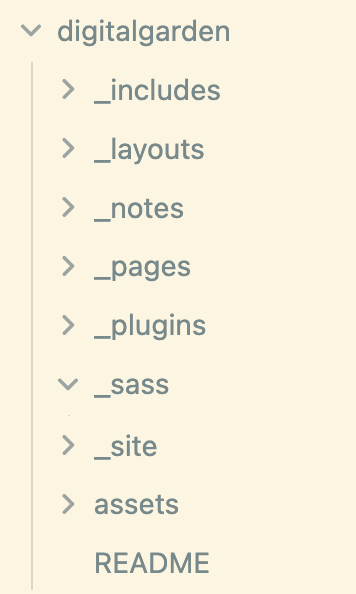 digitalgarden
_includes
_layouts
_notes
_pages
_plugins
_sass
_site
assets
README